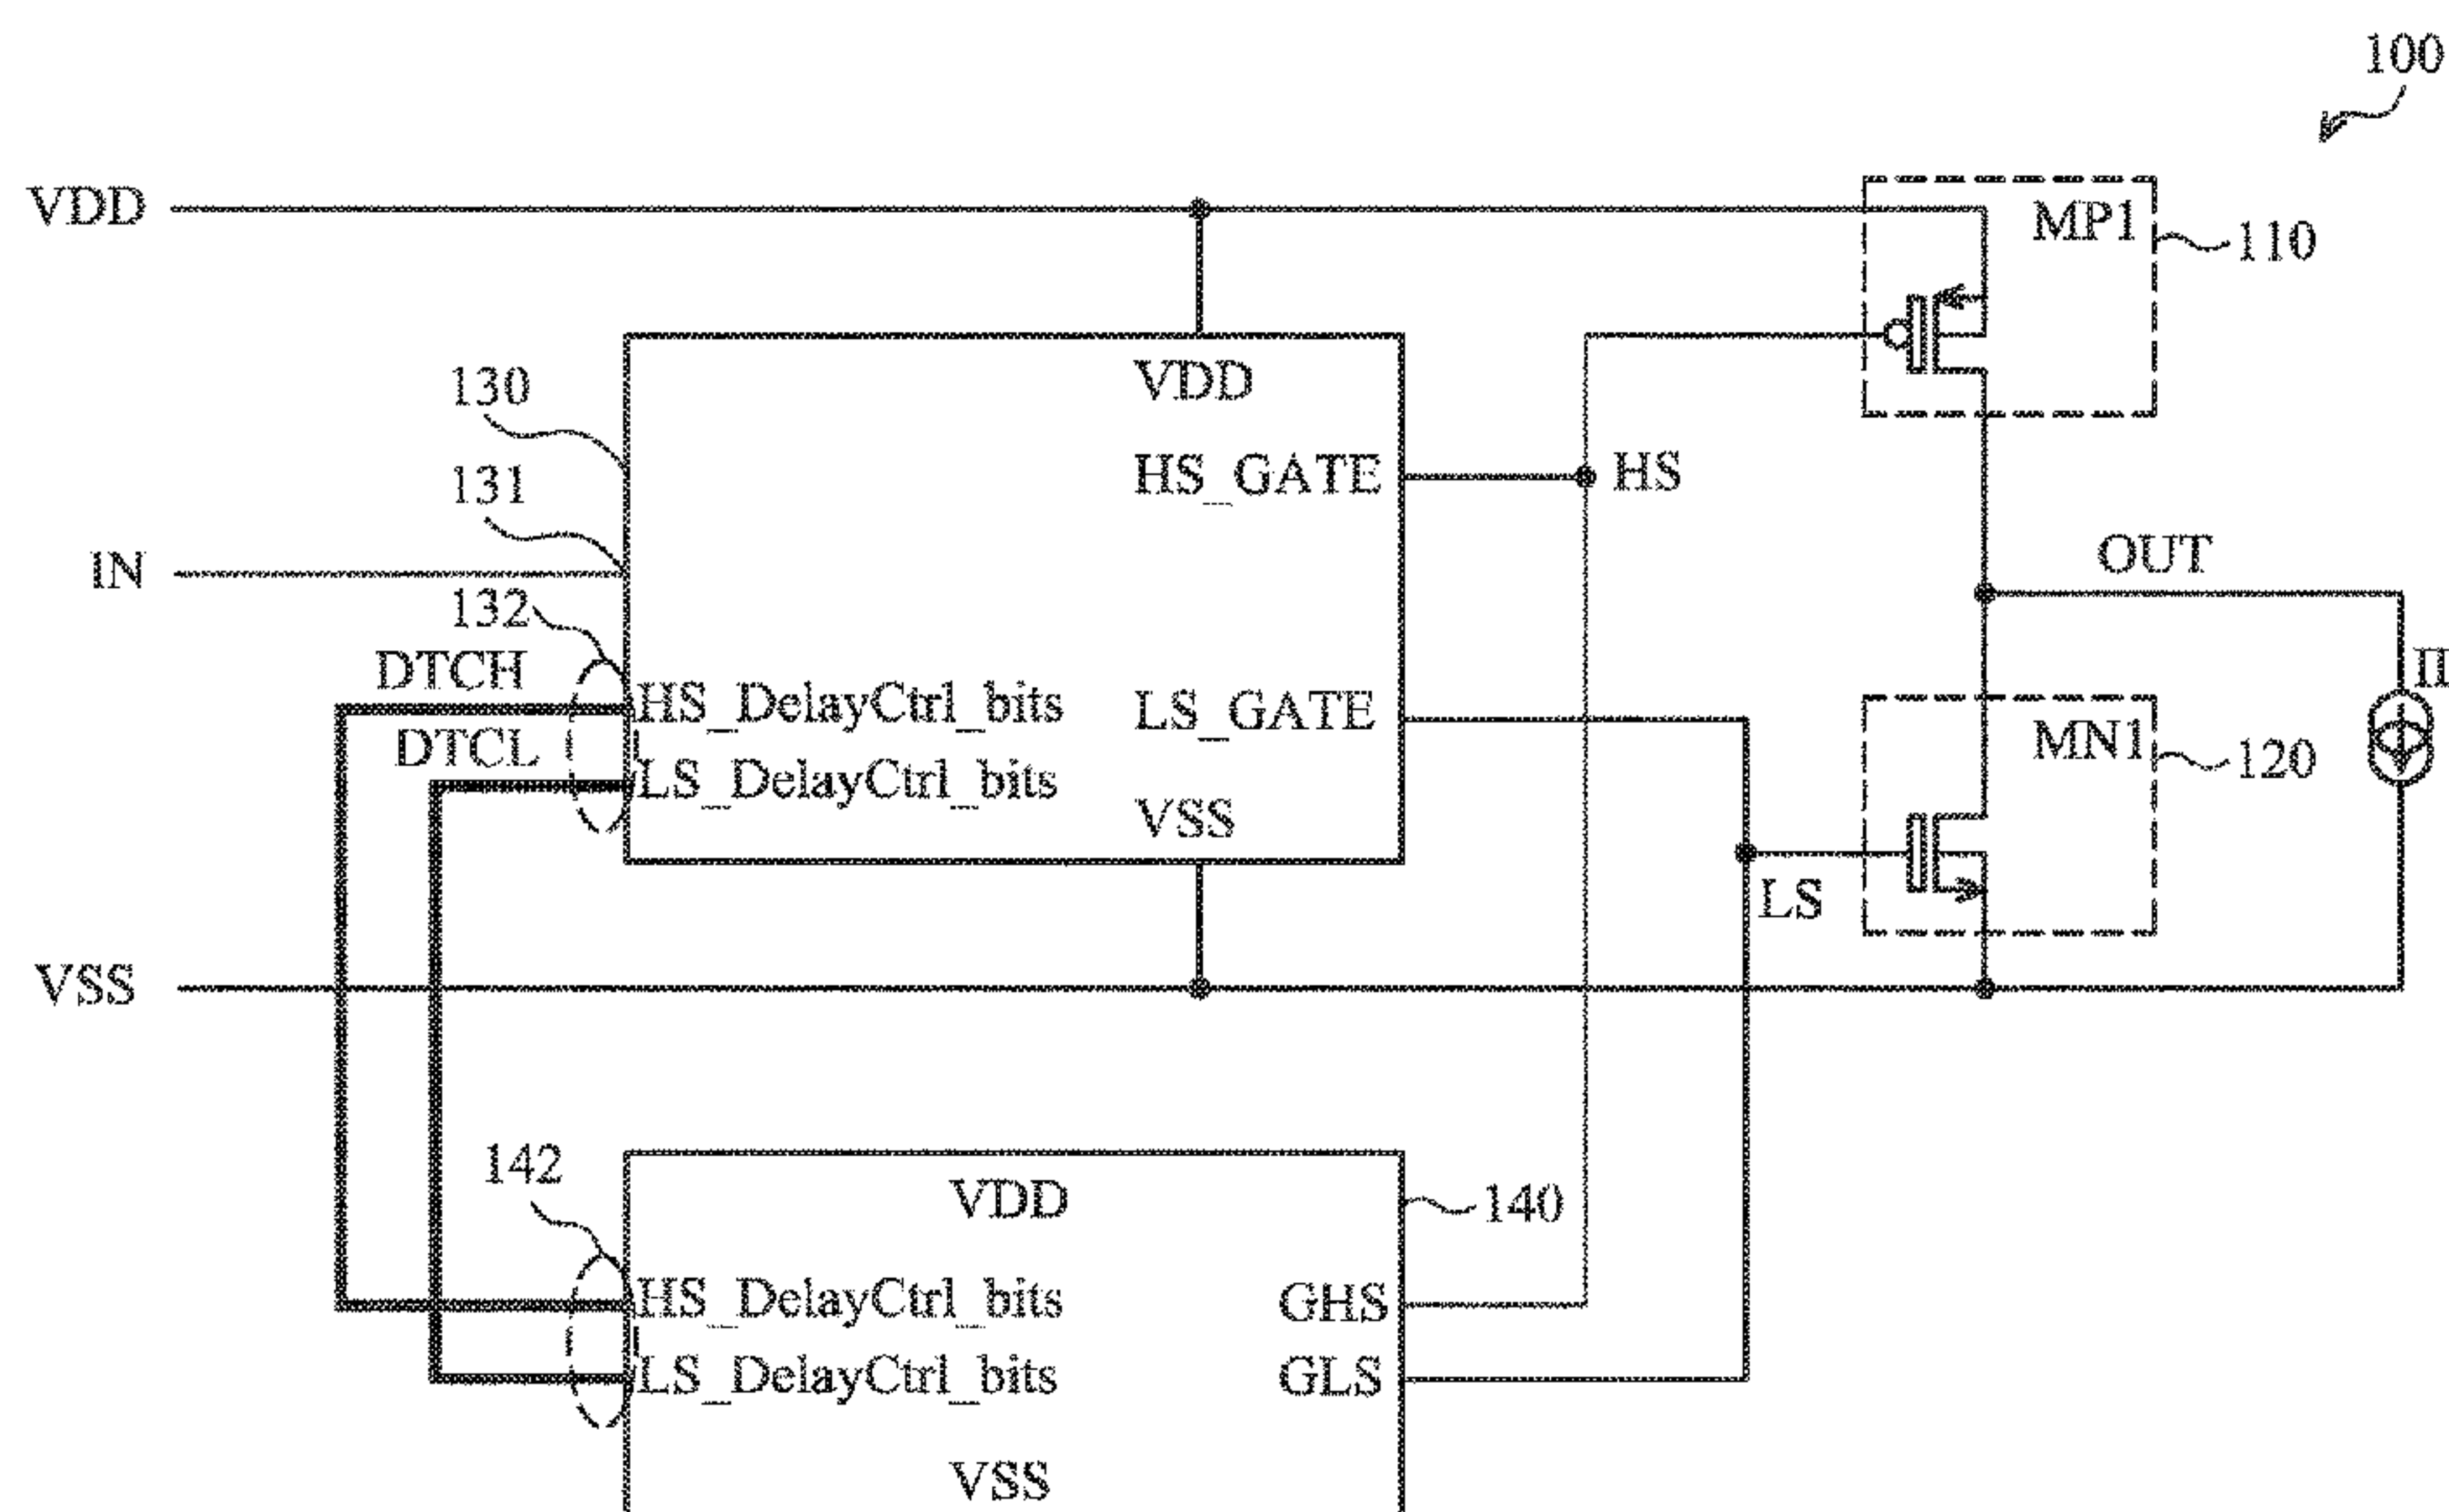 100
VDD
MP1
110
130
VDD
131
HS_GATE
HS
IN
OUT
132
DTCH
HS_DelayCtrl_bits
LS_GATE
DTCL
LS_DelayCtrl_bits
MN1
120
VSS
LS
VSS
142
VDD
140
HS_DelayCtrl_bits
GHS
LS_DelayCtrl_bits
GLS
VSS